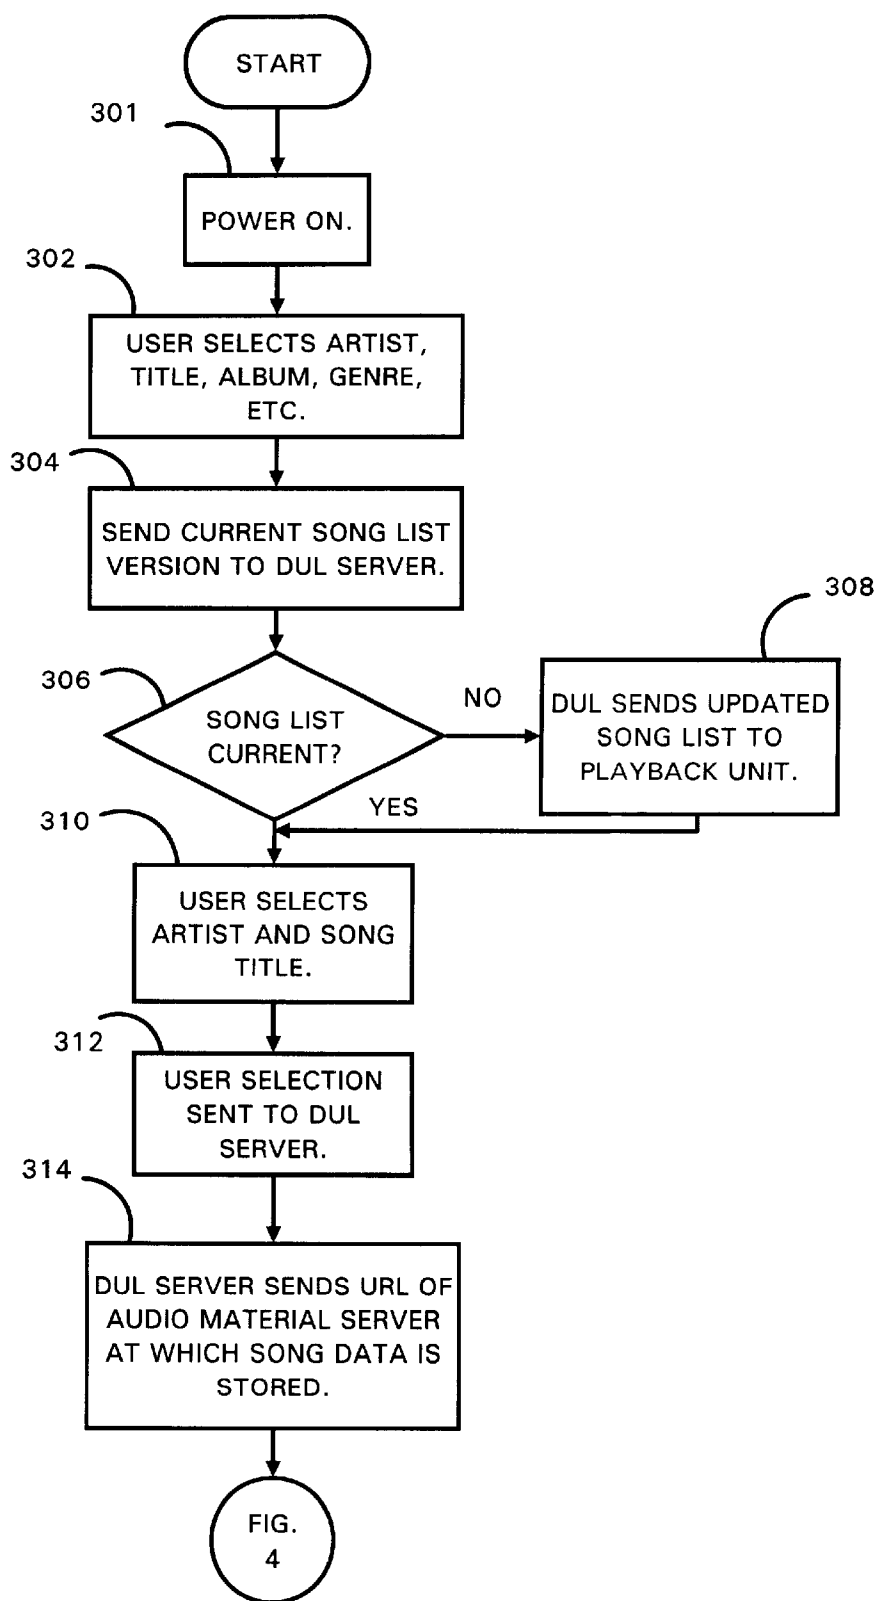 START
301
POWER ON.
302
USER SELECTS ARTIST,
TITLE, ALBUM, GENRE,
ETC.
304
SEND CURRENT SONG LIST
VERSION TO DUL SERVER.
306
SONG LIST
CURRENT?
NO
308
DUL SENDS UPDATED
SONG LIST TO
PLAYBACK UNIT.
YES
310
USER SELECTS
ARTIST AND SONG
TITLE.
312
USER SELECTION
SENT TO DUL
SERVER.
314
DUL SERVER SENDS URL OF
AUDIO MATERIAL SERVER
AT WHICH SONG DATA IS
STORED.
FIG.
4